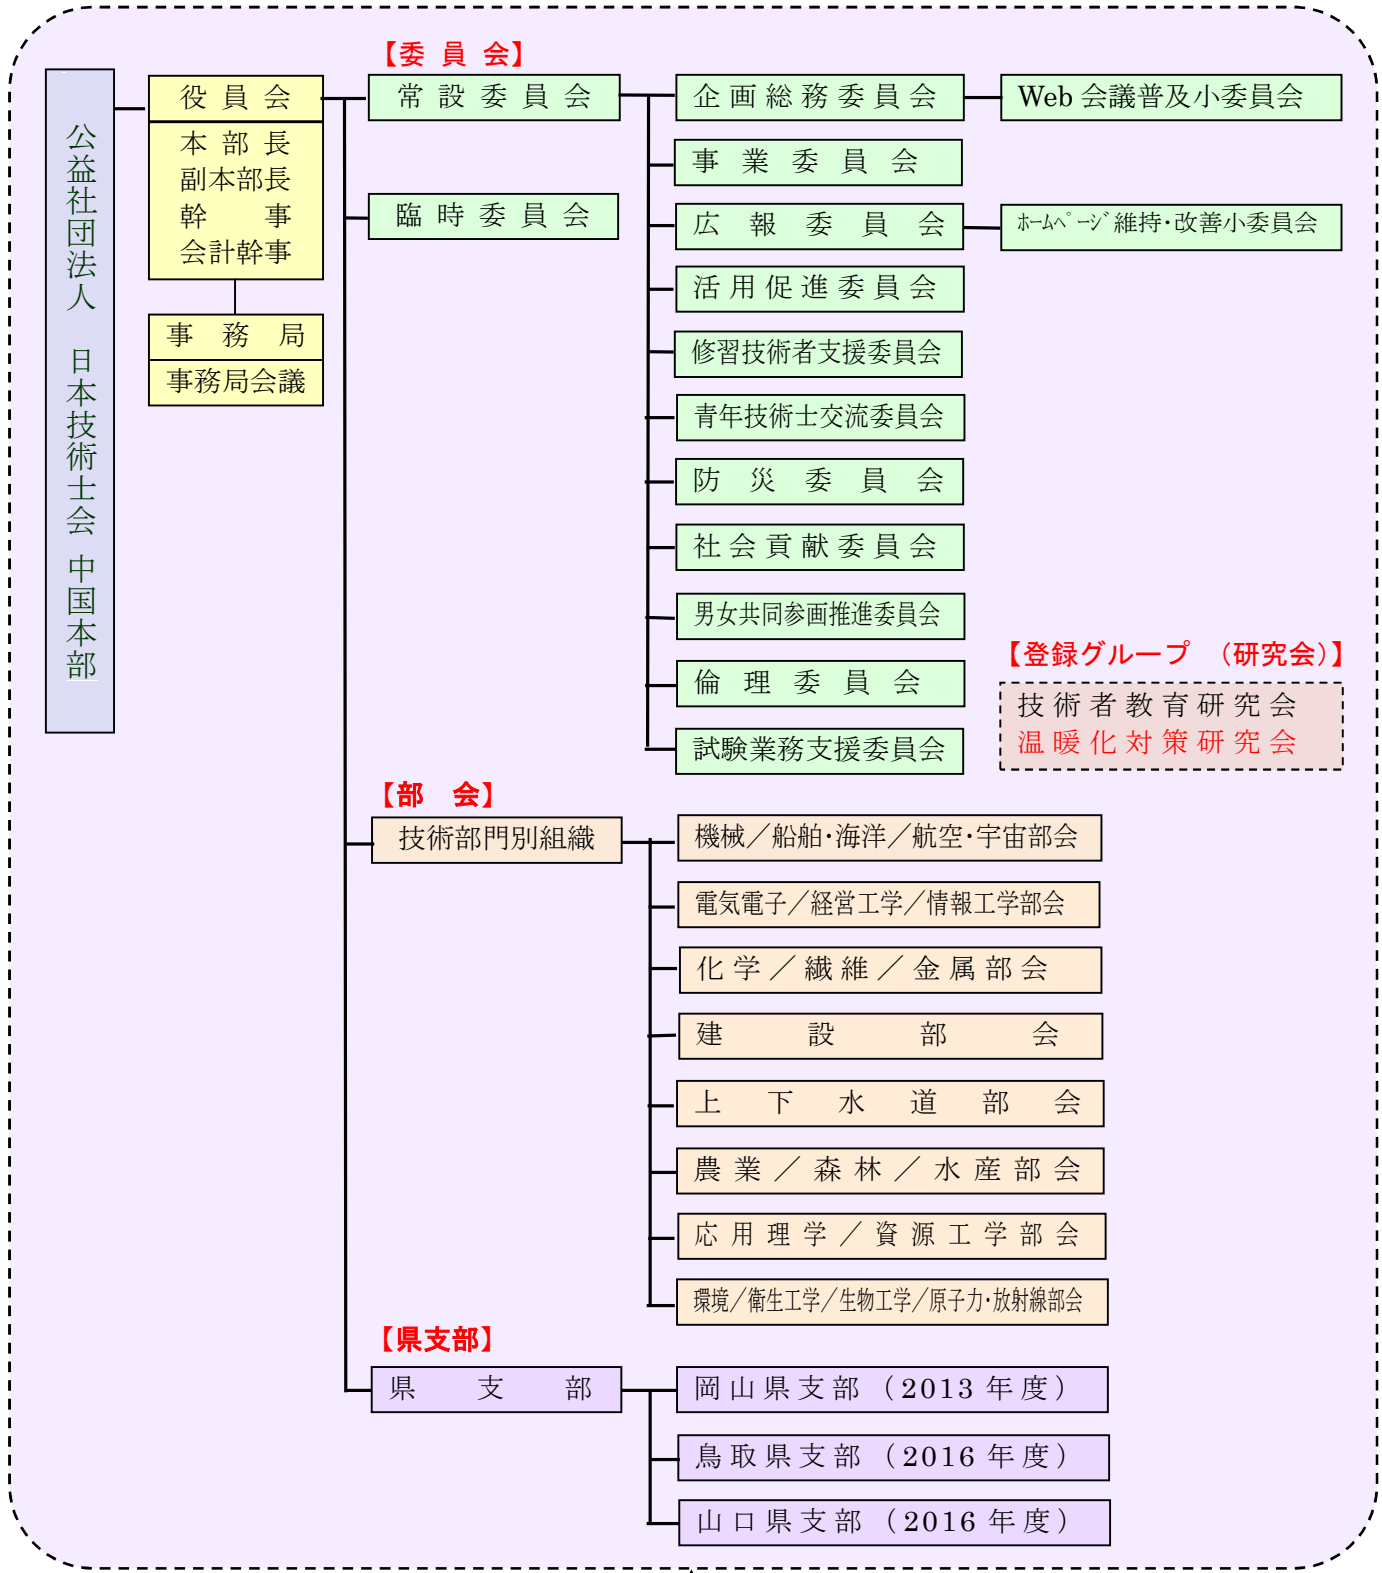 公益社団法人 日本技術士会 中国本部
役員会
本部長
副本部長
幹事
会計幹事
事務局
事務局会議
【委員会】
常設委員会
臨時委員会
企画総務委員会
Web 会議普及小委員会
事業委員会
広報委員会
ﾎｰﾑﾍﾟｰｼﾞ維持・改善小委員会
活用促進委員会
修習技術者支援委員会
青年技術士交流委員会
防災委員会
社会貢献委員会
男女共同参画推進委員会
倫理委員会
試験業務支援委員会
【登録グループ （研究会）】
技術者教育研究会
温暖化対策研究会
【部 会】
技術部門別組織
機械／船舶・海洋／航空・宇宙部会
電気電子／経営工学／情報工学部会
化学／繊維／金属部会
建設部会
上下水道部会
農業／森林／水産部会
応用理学／資源工学部会
環境／衛生工学／生物工学／原子力・放射線部会
【県支部】
県支部
岡山県支部（2013 年度）
鳥取県支部（2016 年度）
山口県支部（2016 年度）